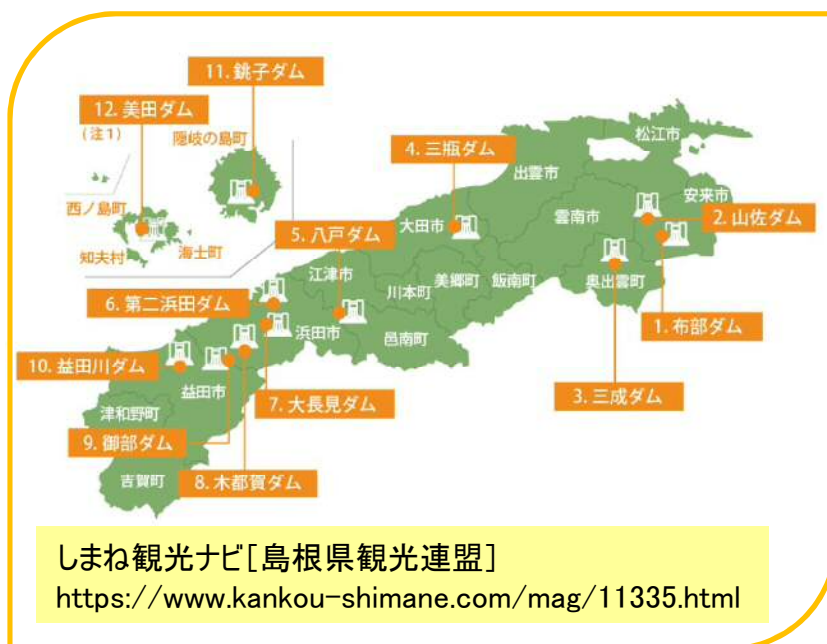 11. 銚子ダム
12. 美田ダム
(注1)
隠岐の島町
松江市
4. 三瓶ダム
出雲市
安来市
西ノ島町
雲南市
2. 山佐ダム
大田市
5. 八戸ダム
知夫村
海士町
江津市
美郷町
飯南町
奥出雲町
川本町
6. 第二浜田ダム
浜田市
邑南町
1. 布部ダム
10. 益田川ダム
益田市
3. 三成ダム
7. 大長見ダム
津和野町
9. 御部ダム
吉賀町
8. 木都賀ダム
しまね観光ナビ[島根県観光連盟]
https://www.kankou-shimane.com/mag/11335.html